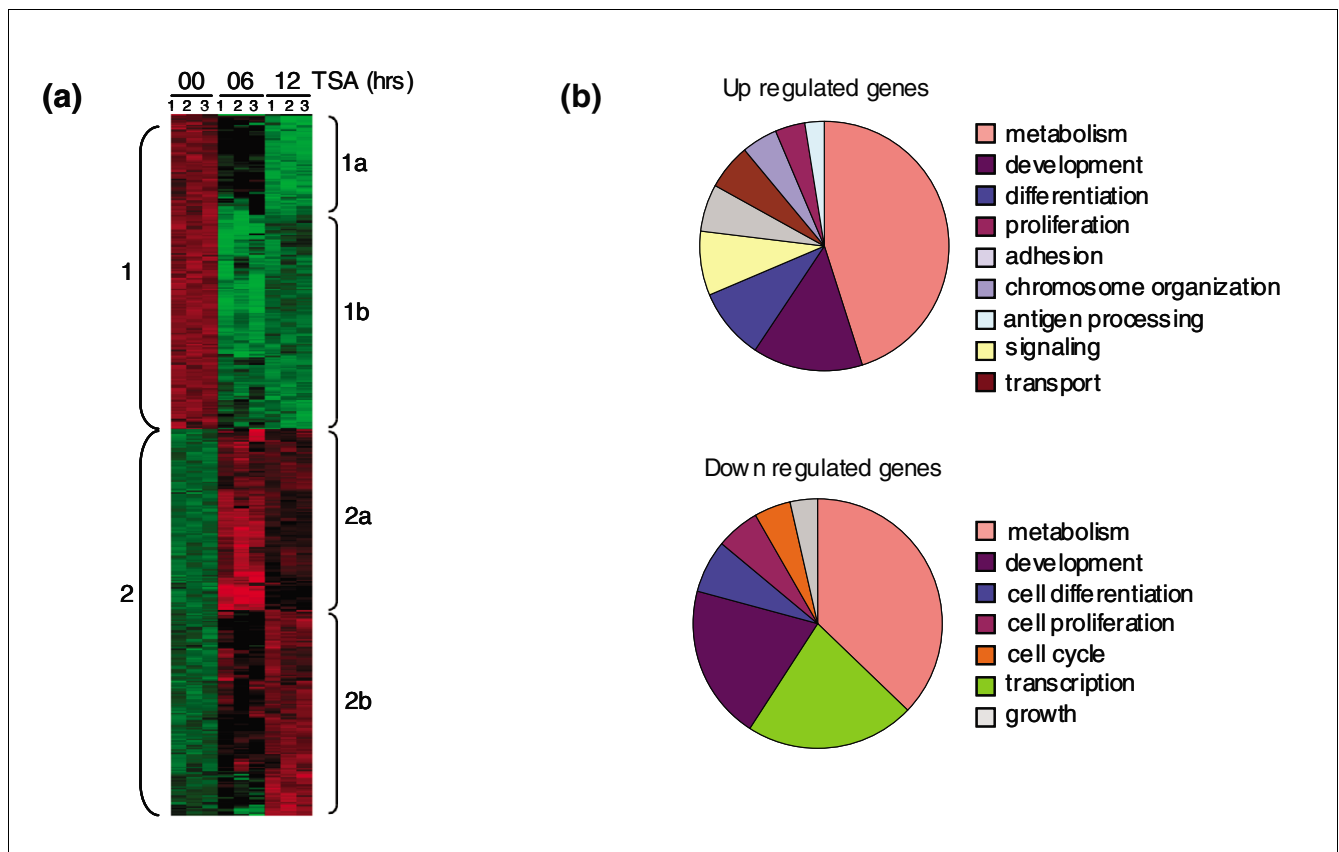 (a)
00 06 12 TSA (hrs)
1 2 3 1 2 3 1 2 3
1
1a
1b
2
2a
2b
(b)
Up regulated genes
metabolism
development
differentiation
proliferation
adhesion
chromosome organization
antigen processing
signaling
transport
Down regulated genes
metabolism
development
cell differentiation
cell proliferation
cell cycle
transcription
growth